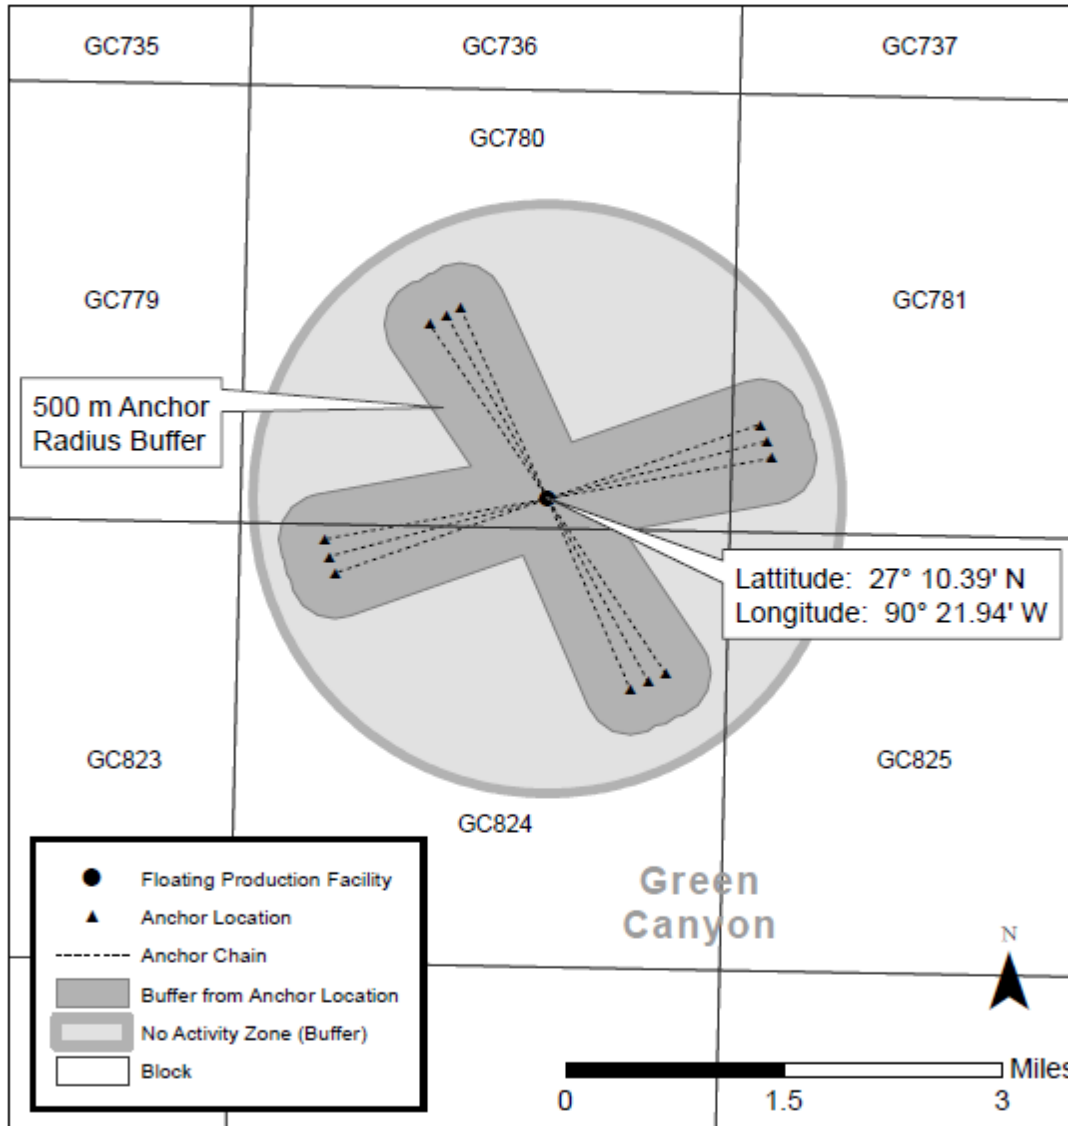 GC735
GC736
GC737
GC780
GC779
GC781
500 m Anchor
Radius Buffer
Lattitude: 27° 10.39' N
Longitude: 90° 21.94' W
GC823
GC825
GC824
Green
Canyon
Floating Production Facility
Anchor Location
Anchor Chain
Buffer from Anchor Location
No Activity Zone (Buffer)
Block
N
Miles
0 1.5 3